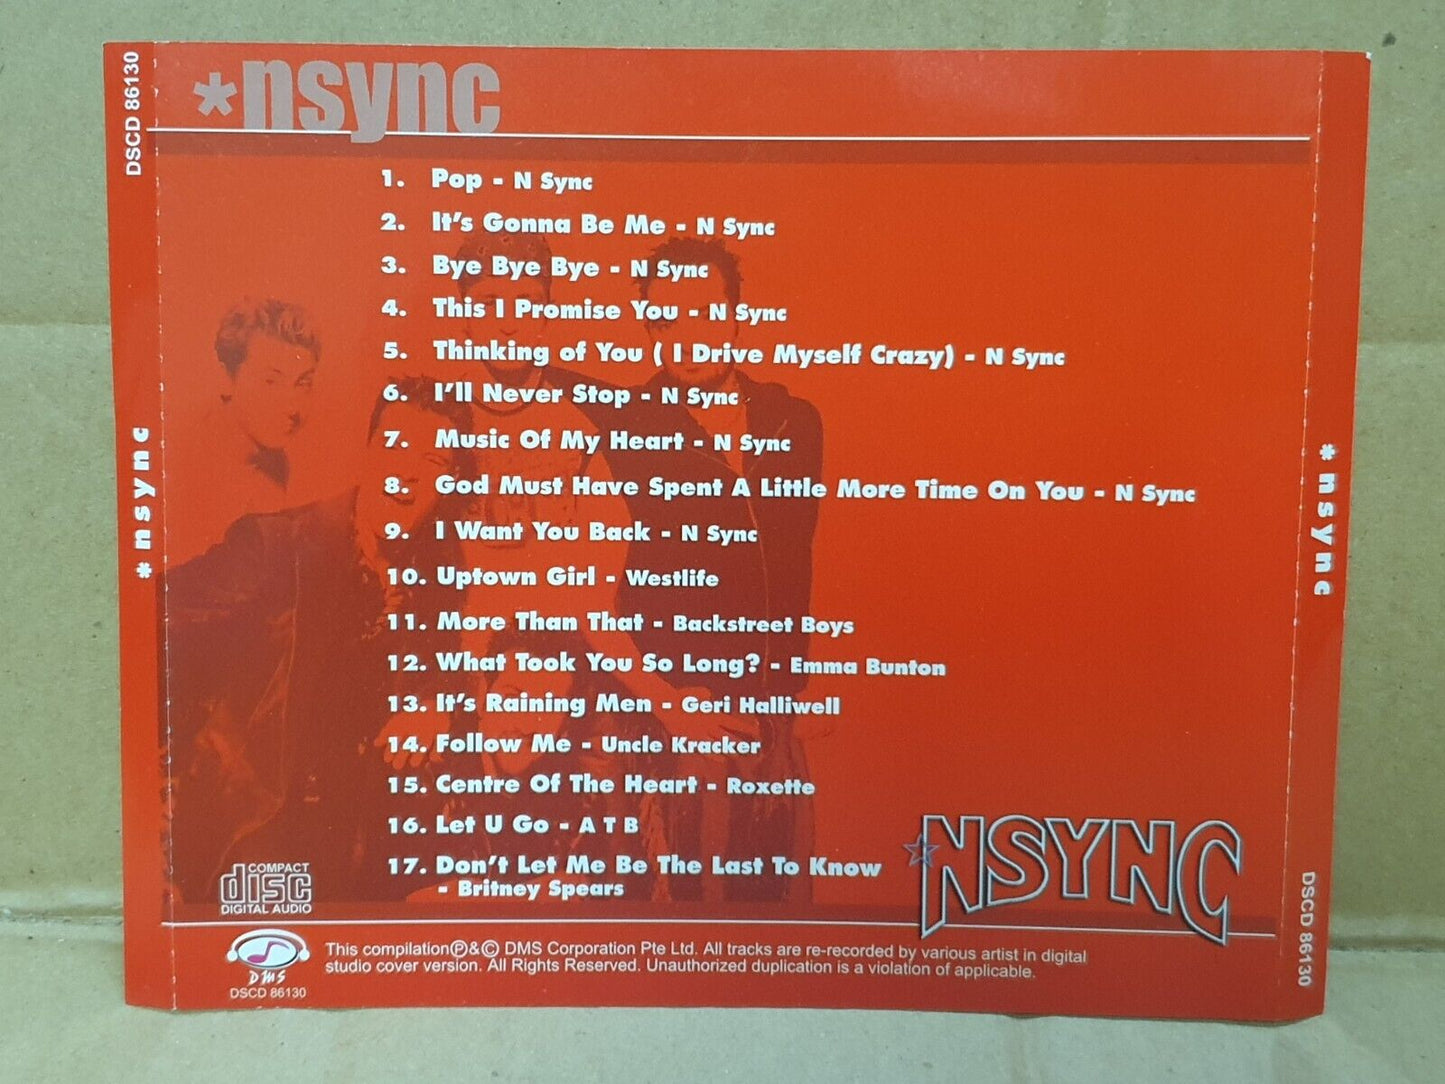 *nsync
DSCD 86130
* nsync
1. Pop - N Sync
2. It's Gonna Be Me - N Sync
3. Bye Bye Bye - N Sync
4. This I Promise You - N Sync
5. Thinking of You ( I Drive Myself Crazy) - N Sync
6. I'll Never Stop - N Sync
7. Music Of My Heart - N Sync
8. God Must Have Spent A Little More Time On You - N Sync
9. I Want You Back - N Sync
10. Uptown Girl - Westlife
11. More Than That - Backstreet Boys
12. What Took You So Long? - Emma Bunton
13. It's Raining Men - Geri Halliwell
14. Follow Me - Uncle Kracker
15. Centre Of The Heart - Roxette
16. Let U Go - A T B
17. Don't Let Me Be The Last To Know
- Britney Spears
COMPACT
disc
DIGITAL AUDIO
NSYNC
DMS
DSCD 86130
This compilation Ⓟ&© DMS Corporation Pte Ltd. All tracks are re-recorded by various artist in digital
studio cover version. All Rights Reserved. Unauthorized duplication is a violation of applicable.
* nsync
DSCD 86130